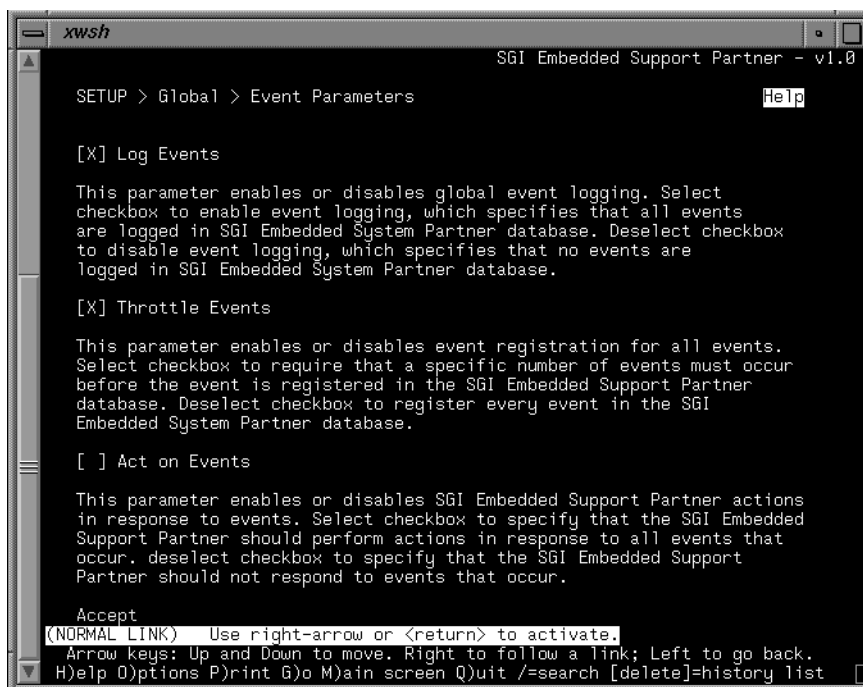 xwsh
SGI Embedded Support Partner - v1.0
SETUP > Global > Event Parameters Help
[X] Log Events
This parameter enables or disables global event logging. Select
checkbox to enable event logging, which specifies that all events
are logged in SGI Embedded System Partner database. Deselect checkbox
to disable event logging, which specifies that no events are
logged in SGI Embedded System Partner database.
[X] Throttle Events
This parameter enables or disables event registration for all events.
Select checkbox to require that a specific number of events must occur
before the event is registered in the SGI Embedded Support Partner
database. Deselect checkbox to register every event in the SGI
Embedded System Partner database.
[ ] Act on Events
This parameter enables or disables SGI Embedded Support Partner actions
in response to events. Select checkbox to specify that the SGI Embedded
Support Partner should perform actions in response to all events that
occur. deselect checkbox to specify that the SGI Embedded Support
Partner should not respond to events that occur.
Accept
(NORMAL LINK) Use right-arrow or <return> to activate.
Arrow keys: Up and Down to move. Right to follow a link; Left to go back.
H)elp O)ptions P)rint G)o M)ain screen Q)uit /=search [delete]=history list